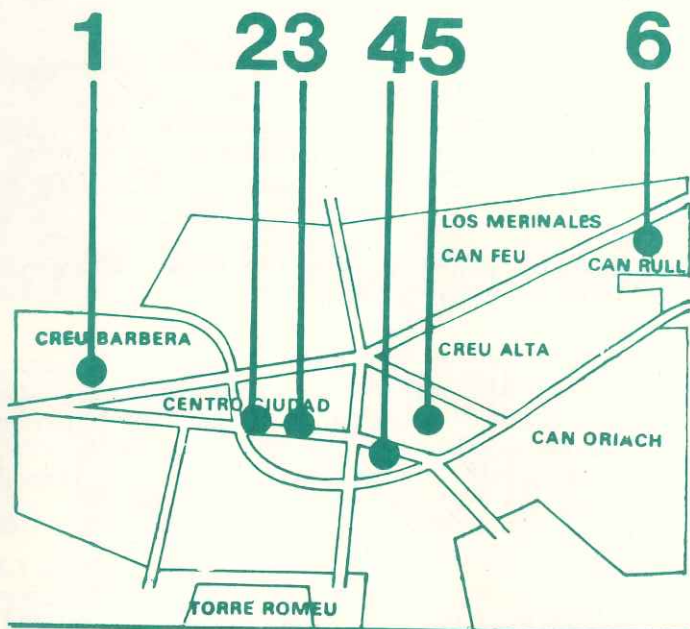 1 23 45 6
LOS MERINALES
CAN FEU
CAN RULL
CREU BARBERA
CREU ALTA
CENTRO CIUDAD
CAN ORIACH
TORRE ROMEU